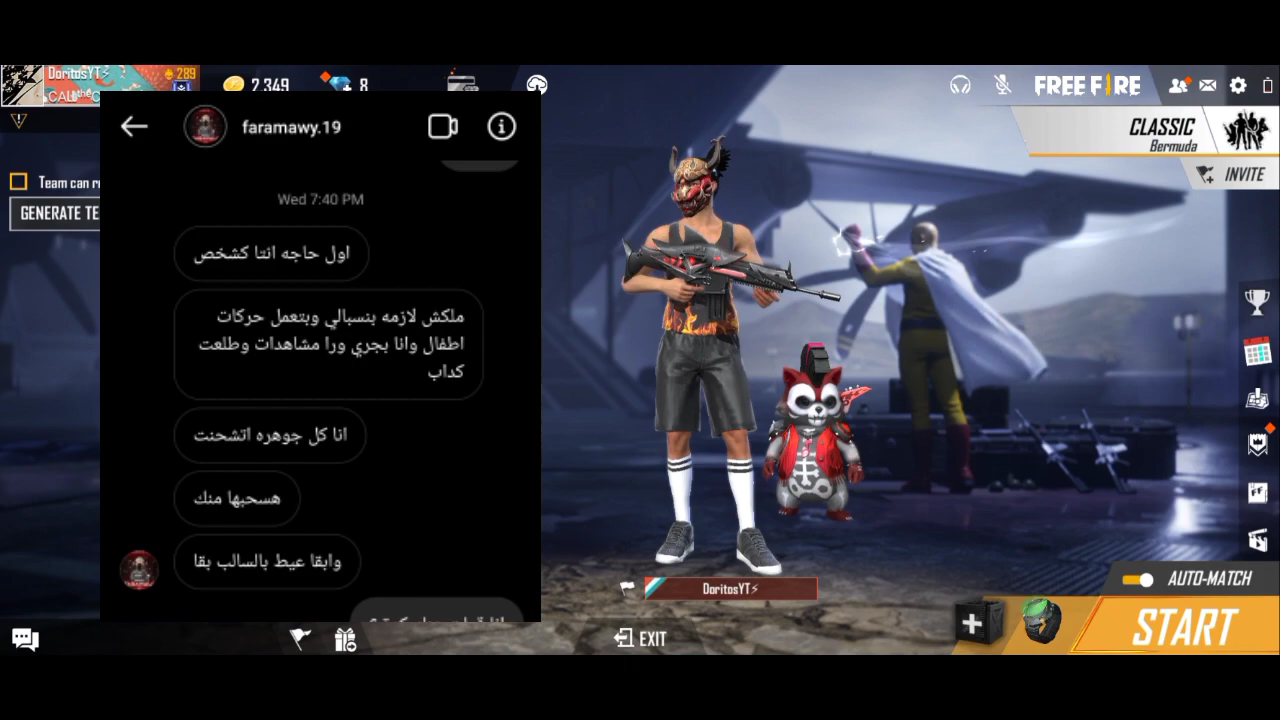 DoritosYT⚡
289
CALL the C
2,349
8
FREE FIRE
CLASSIC
Bermuda
INVITE
Team can
GENERATE
faramawy.19
Wed 7:40 PM
اول حاجه انتا كشخص
ملكش لازمه بنسبالي وبتعمل حركات
اطفال وانا بجري ورا مشاهدات وطلعت
كداب
انا كل جوهره اتشحنت
هسحبها منك
وابقا عيط بالسالب بقا
DoritosYT⚡
AUTO-MATCH
START
EXIT